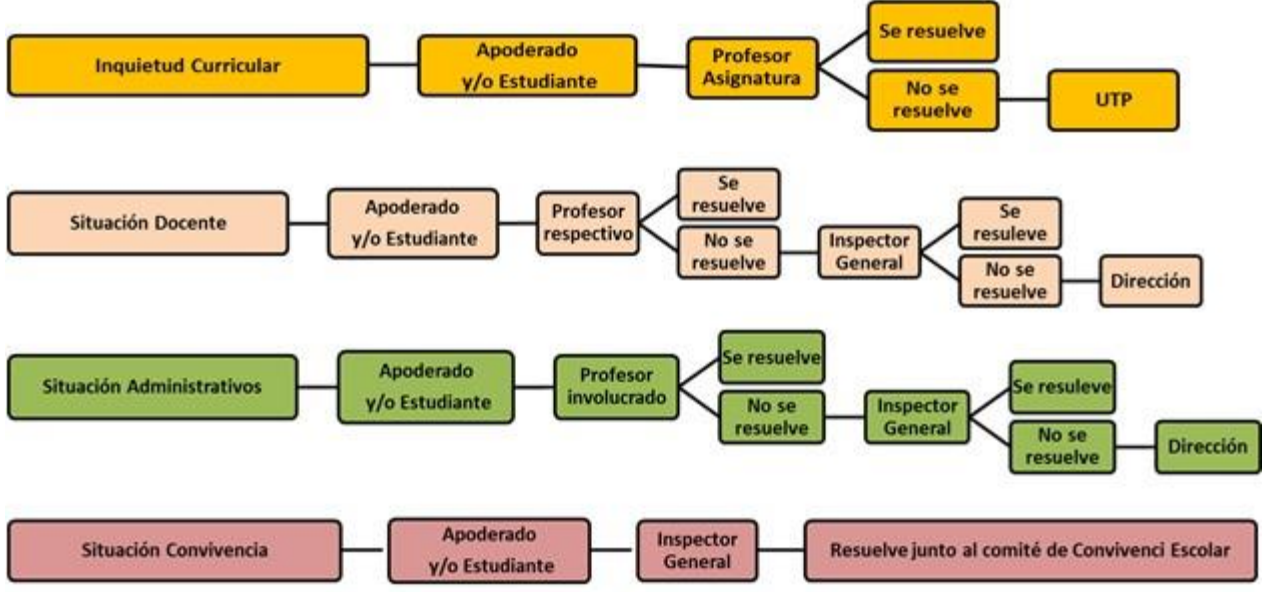 Inquietud Curricular
Apoderado
y/o Estudiante
Profesor
Asignatura
Se resuelve
No se
resuelve
UTP
Situación Docente
Apoderado
y/o Estudiante
Profesor
respectivo
Se
resuelve
No se
resuelve
Inspector
General
Se
resuleve
No se
resuelve
Dirección
Situación Administrativos
Apoderado
y/o Estudiante
Profesor
involucrado
Se resuelve
No se
resuelve
Inspector
General
Se resuleve
No se
resuelve
Dirección
Situación Convivencia
Apoderado
y/o Estudiante
Inspector
General
Resuelve junto al comité de Convivenci Escolar